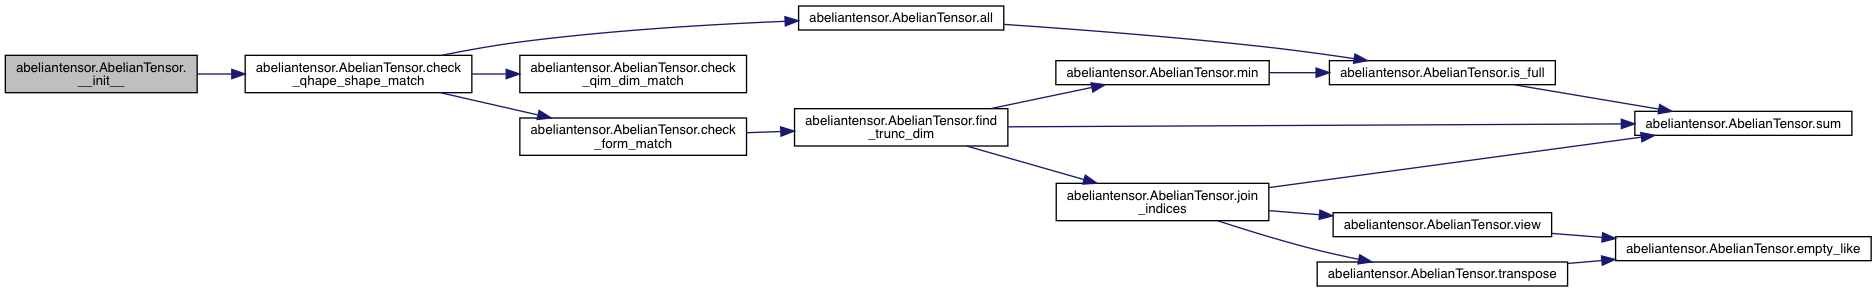 abeliantensor.AbelianTensor.
__init__
abeliantensor.AbelianTensor.check
_qhape_shape_match
abeliantensor.AbelianTensor.all
abeliantensor.AbelianTensor.check
_qim_dim_match
abeliantensor.AbelianTensor.check
_form_match
abeliantensor.AbelianTensor.find
_trunc_dim
abeliantensor.AbelianTensor.min
abeliantensor.AbelianTensor.is_full
abeliantensor.AbelianTensor.sum
abeliantensor.AbelianTensor.join
_indices
abeliantensor.AbelianTensor.view
abeliantensor.AbelianTensor.transpose
abeliantensor.AbelianTensor.empty_like